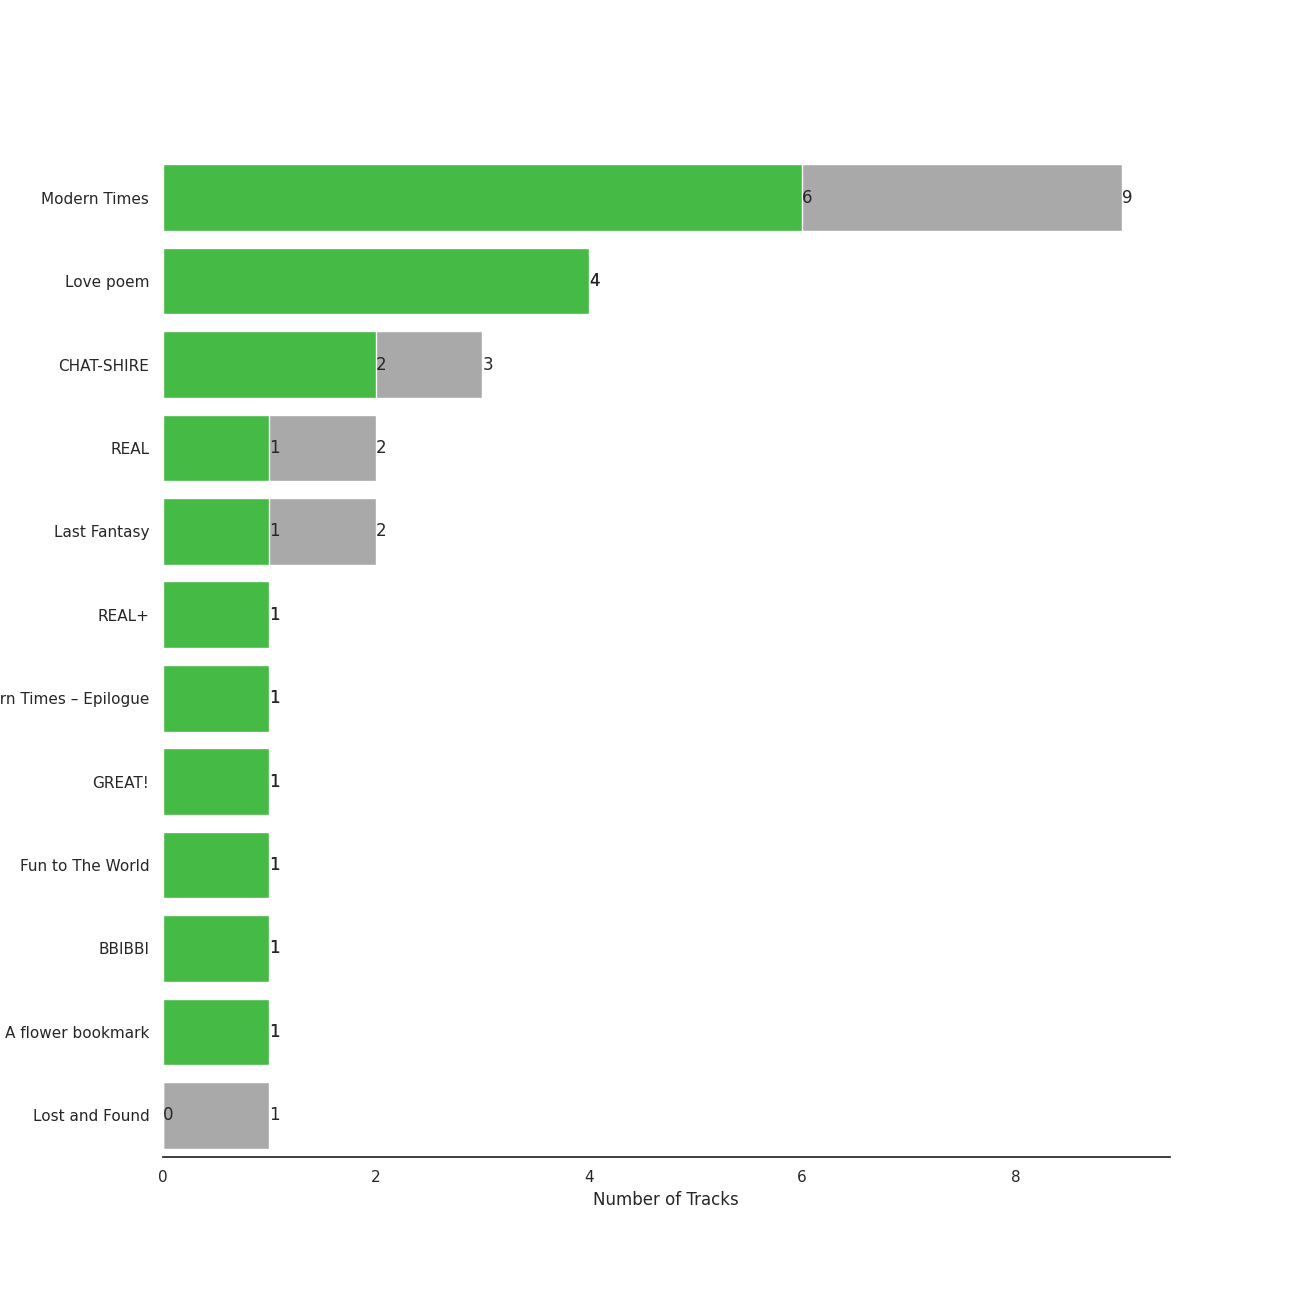 Modern Times 6 9
Love poem 4
CHAT-SHIRE 2 3
REAL 1 2
Last Fantasy 1 2
REAL+ 1
rn Times – Epilogue 1
GREAT! 1
Fun to The World 1
BBIBBI 1
A flower bookmark 1
Lost and Found 0 1
0 2 4 6 8
Number of Tracks